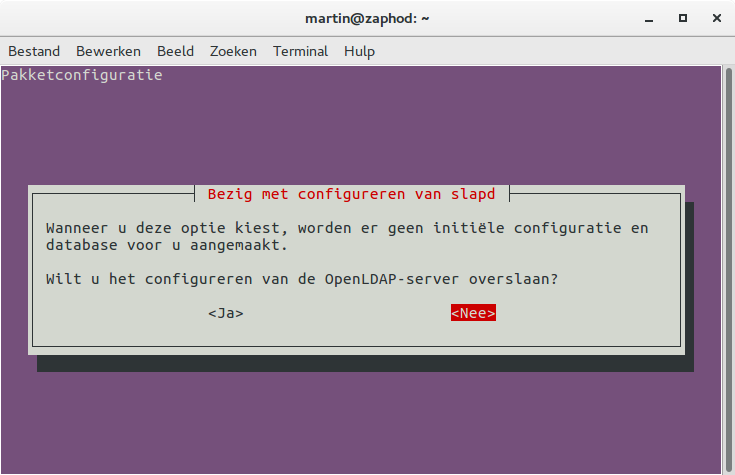 martin@zaphod: ~
Bestand Bewerken Beeld Zoeken Terminal Hulp
Pakketconfiguratie
Bezig met configureren van slapd
Wanneer u deze optie kiest, worden er geen initiële configuratie en
database voor u aangemaakt.
Wilt u het configureren van de OpenLDAP-server overslaan?
<Ja> <Nee>